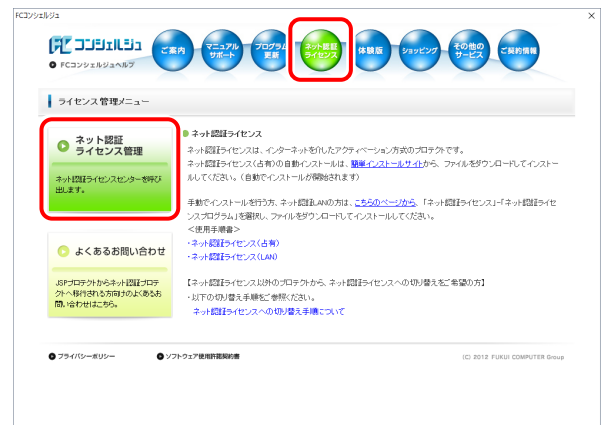 FCコンシェルジュ
FC コンシェルジュ
FCコンシェルジュヘルプ
ご案内
マニュアル
サポート
プログラム
更新
ネット認証
ライセンス
体験版
ショッピング
その他の
サービス
ご契約情報
ライセンス管理メニュー
ネット認証
ライセンス管理
ネット認証ライセンスセンターを呼び
出します。
よくあるお問い合わせ
JSPプロテクトからネット認証プロテ
クトへ移行される方向けのよくあるお
問い合わせはこちら。
ネット認証ライセンス
ネット認証ライセンスは、インターネットを介したアクティベーション方式のプロテクトです。
ネット認証ライセンス(占有)の自動インストールは、簡単インストールサイトから、ファイルをダウンロードしてインストー
ルしてください。(自動でインストールが開始されます)
手動でインストールを行う方、ネット認証LANの方は、こちらのページから、「ネット認証ライセンス」-「ネット認証ライセ
ンスプログラム」を選択し、ファイルをダウンロードしてインストールしてください。
<使用手順書>
・ネット認証ライセンス(占有)
・ネット認証ライセンス(LAN)
【ネット認証ライセンス以外のプロテクトから、ネット認証ライセンスへの切り替えをご希望の方】
・以下の切り替え手順をご参照ください。
ネット認証ライセンスへの切り替え手順について
プライバシーポリシー
ソフトウェア使用許諾契約書
(C) 2012 FUKUI COMPUTER Group